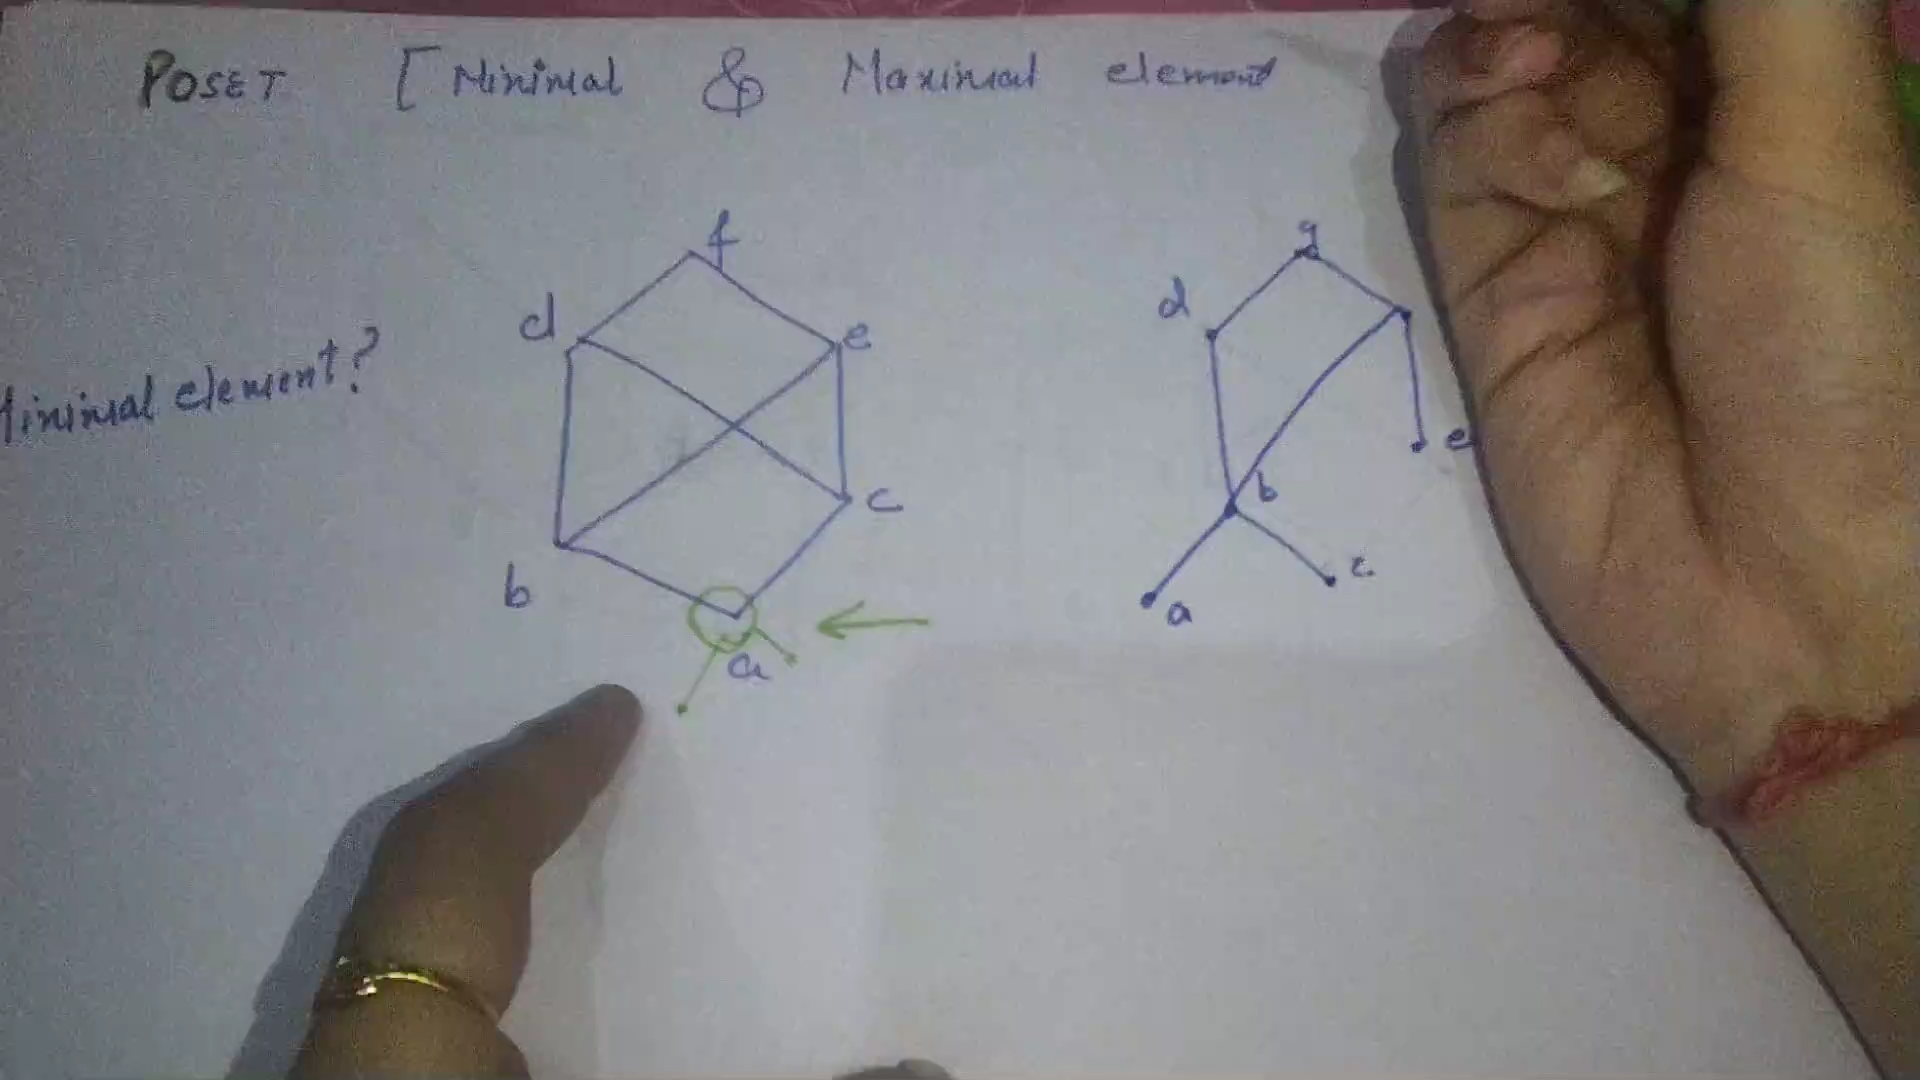 POSET [Minimal & Maximal element
f
g
d
e
d
Minimal element?
e
c
b
b
c
a
a